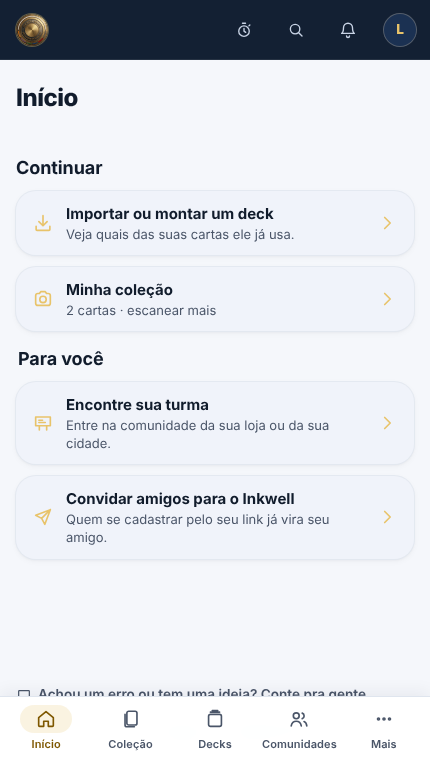 L
Início
Continuar
Importar ou montar um deck
Veja quais das suas cartas ele já usa.
Minha coleção
2 cartas · escanear mais
Para você
Encontre sua turma
Entre na comunidade da sua loja ou da sua
cidade.
Convidar amigos para o Inkwell
Quem se cadastrar pelo seu link já vira seu
amigo.
Achou um erro ou tem uma ideia? Conte pra gente
Início
Coleção
Decks
Comunidades
Mais